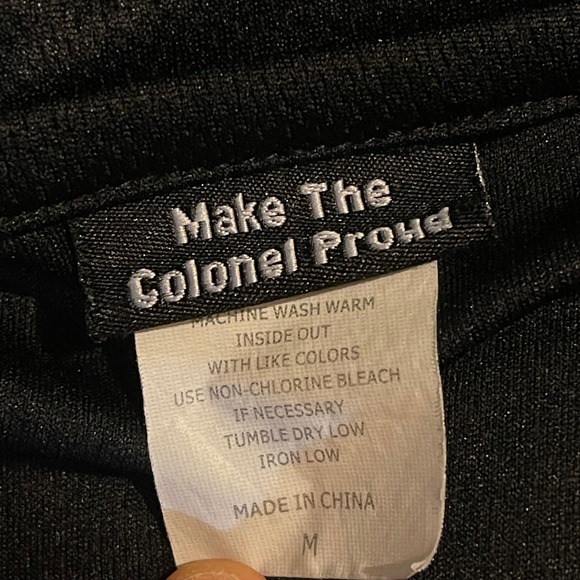 Make The
Colonel Proud
MACHINE WASH WARM
INSIDE OUT
WITH LIKE COLORS
USE NON-CHLORINE BLEACH
IF NECESSARY
TUMBLE DRY LOW
IRON LOW
MADE IN CHINA
M